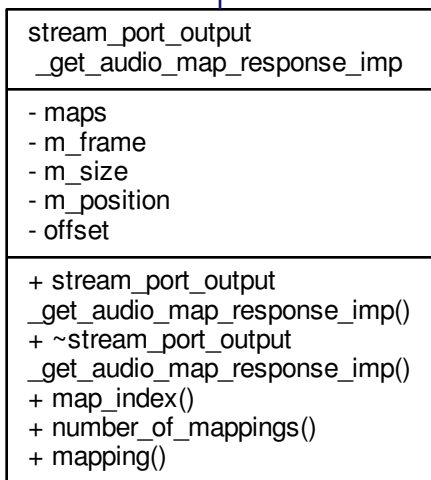 stream_port_output
_get_audio_map_response_imp
- maps
- m_frame
- m_size
- m_position
- offset
+ stream_port_output
_get_audio_map_response_imp()
+ ~stream_port_output
_get_audio_map_response_imp()
+ map_index()
+ number_of_mappings()
+ mapping()